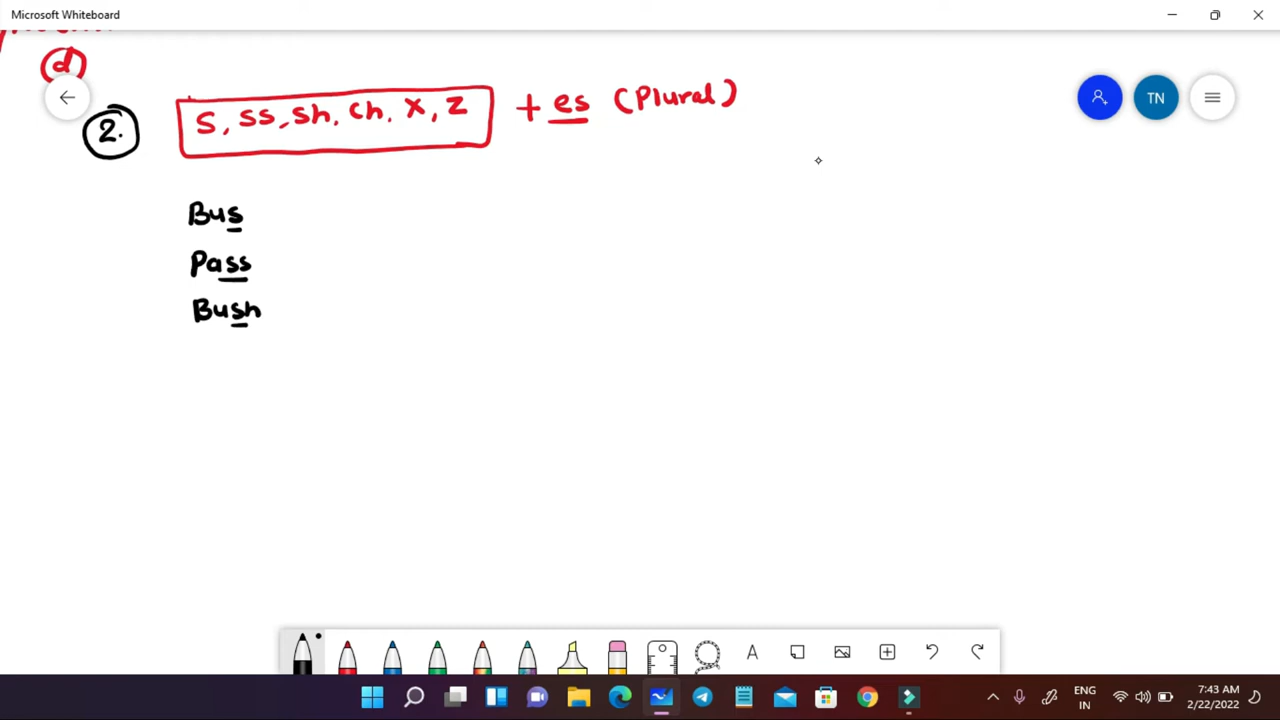 Microsoft Whiteboard
d
2. S, ss, sh, ch, x, z + es (Plural)
TN
Bus
Pass
Bush
A
ENG
IN
7:43 AM
2/22/2022